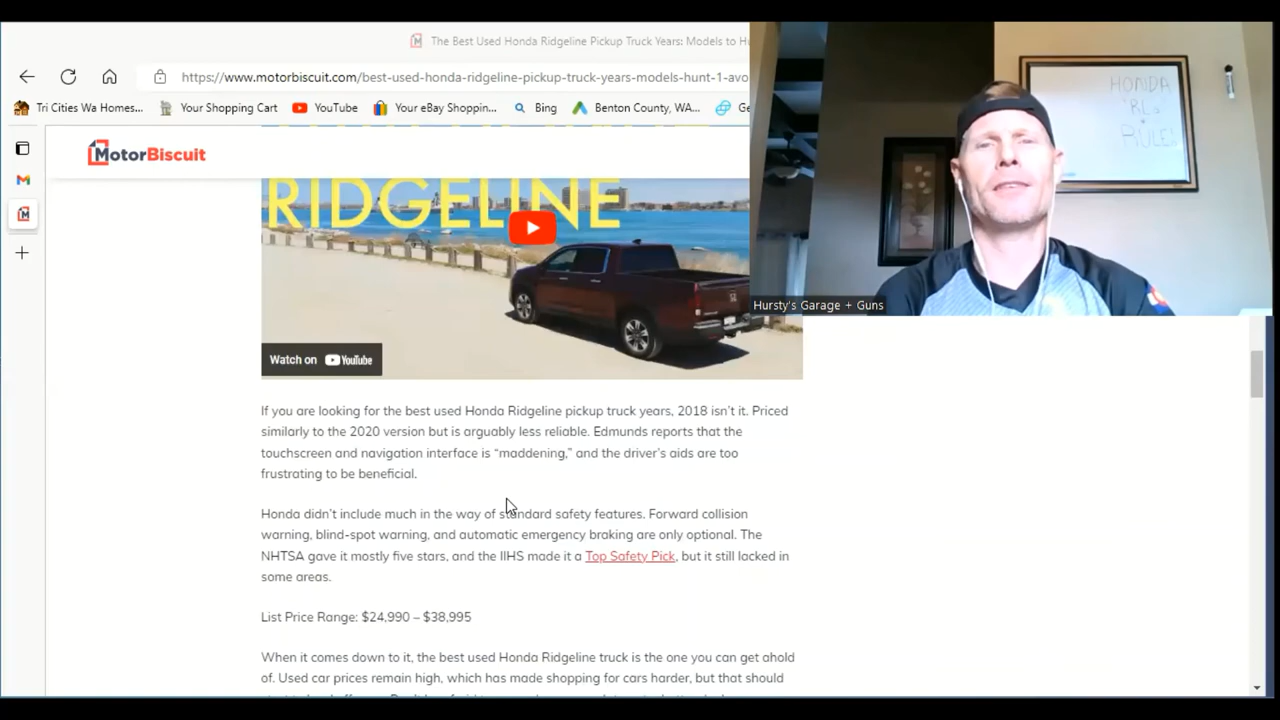 The Best Used Honda Ridgeline Pickup Truck Years: Models to Hu
https://www.motorbiscuit.com/best-used-honda-ridgeline-pickup-truck-years-models-hunt-1-avo
Tri Cities Wa Homes... Your Shopping Cart YouTube Your eBay Shoppin... Bing Benton County, WA... Ge
MotorBiscuit
RIDGELINE
Watch on YouTube
HONDA
RULE
Hursty's Garage + Guns
If you are looking for the best used Honda Ridgeline pickup truck years, 2018 isn't it. Priced
similarly to the 2020 version but is arguably less reliable. Edmunds reports that the
touchscreen and navigation interface is “maddening,” and the driver's aids are too
frustrating to be beneficial.
Honda didn't include much in the way of standard safety features. Forward collision
warning, blind-spot warning, and automatic emergency braking are only optional. The
NHTSA gave it mostly five stars, and the IIHS made it a Top Safety Pick, but it still lacked in
some areas.
List Price Range: $24,990 – $38,995
When it comes down to it, the best used Honda Ridgeline truck is the one you can get ahold
of. Used car prices remain high, which has made shopping for cars harder, but that should